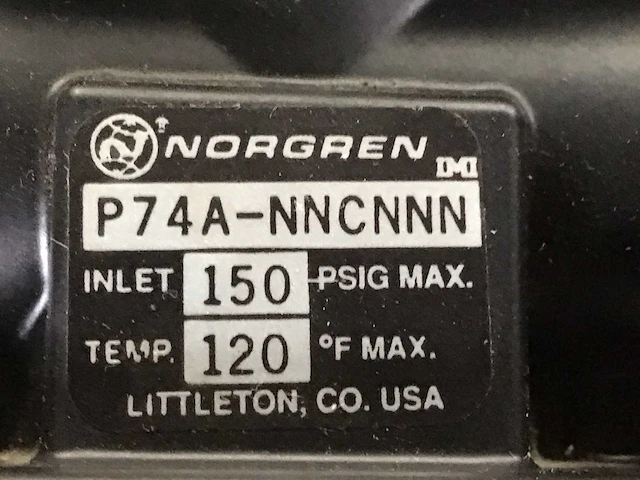 NORGREN
IMI
P74A-NNCNNN
INLET 150 PSIG MAX.
TEMP. 120 °F MAX.
LITTLETON, CO. USA